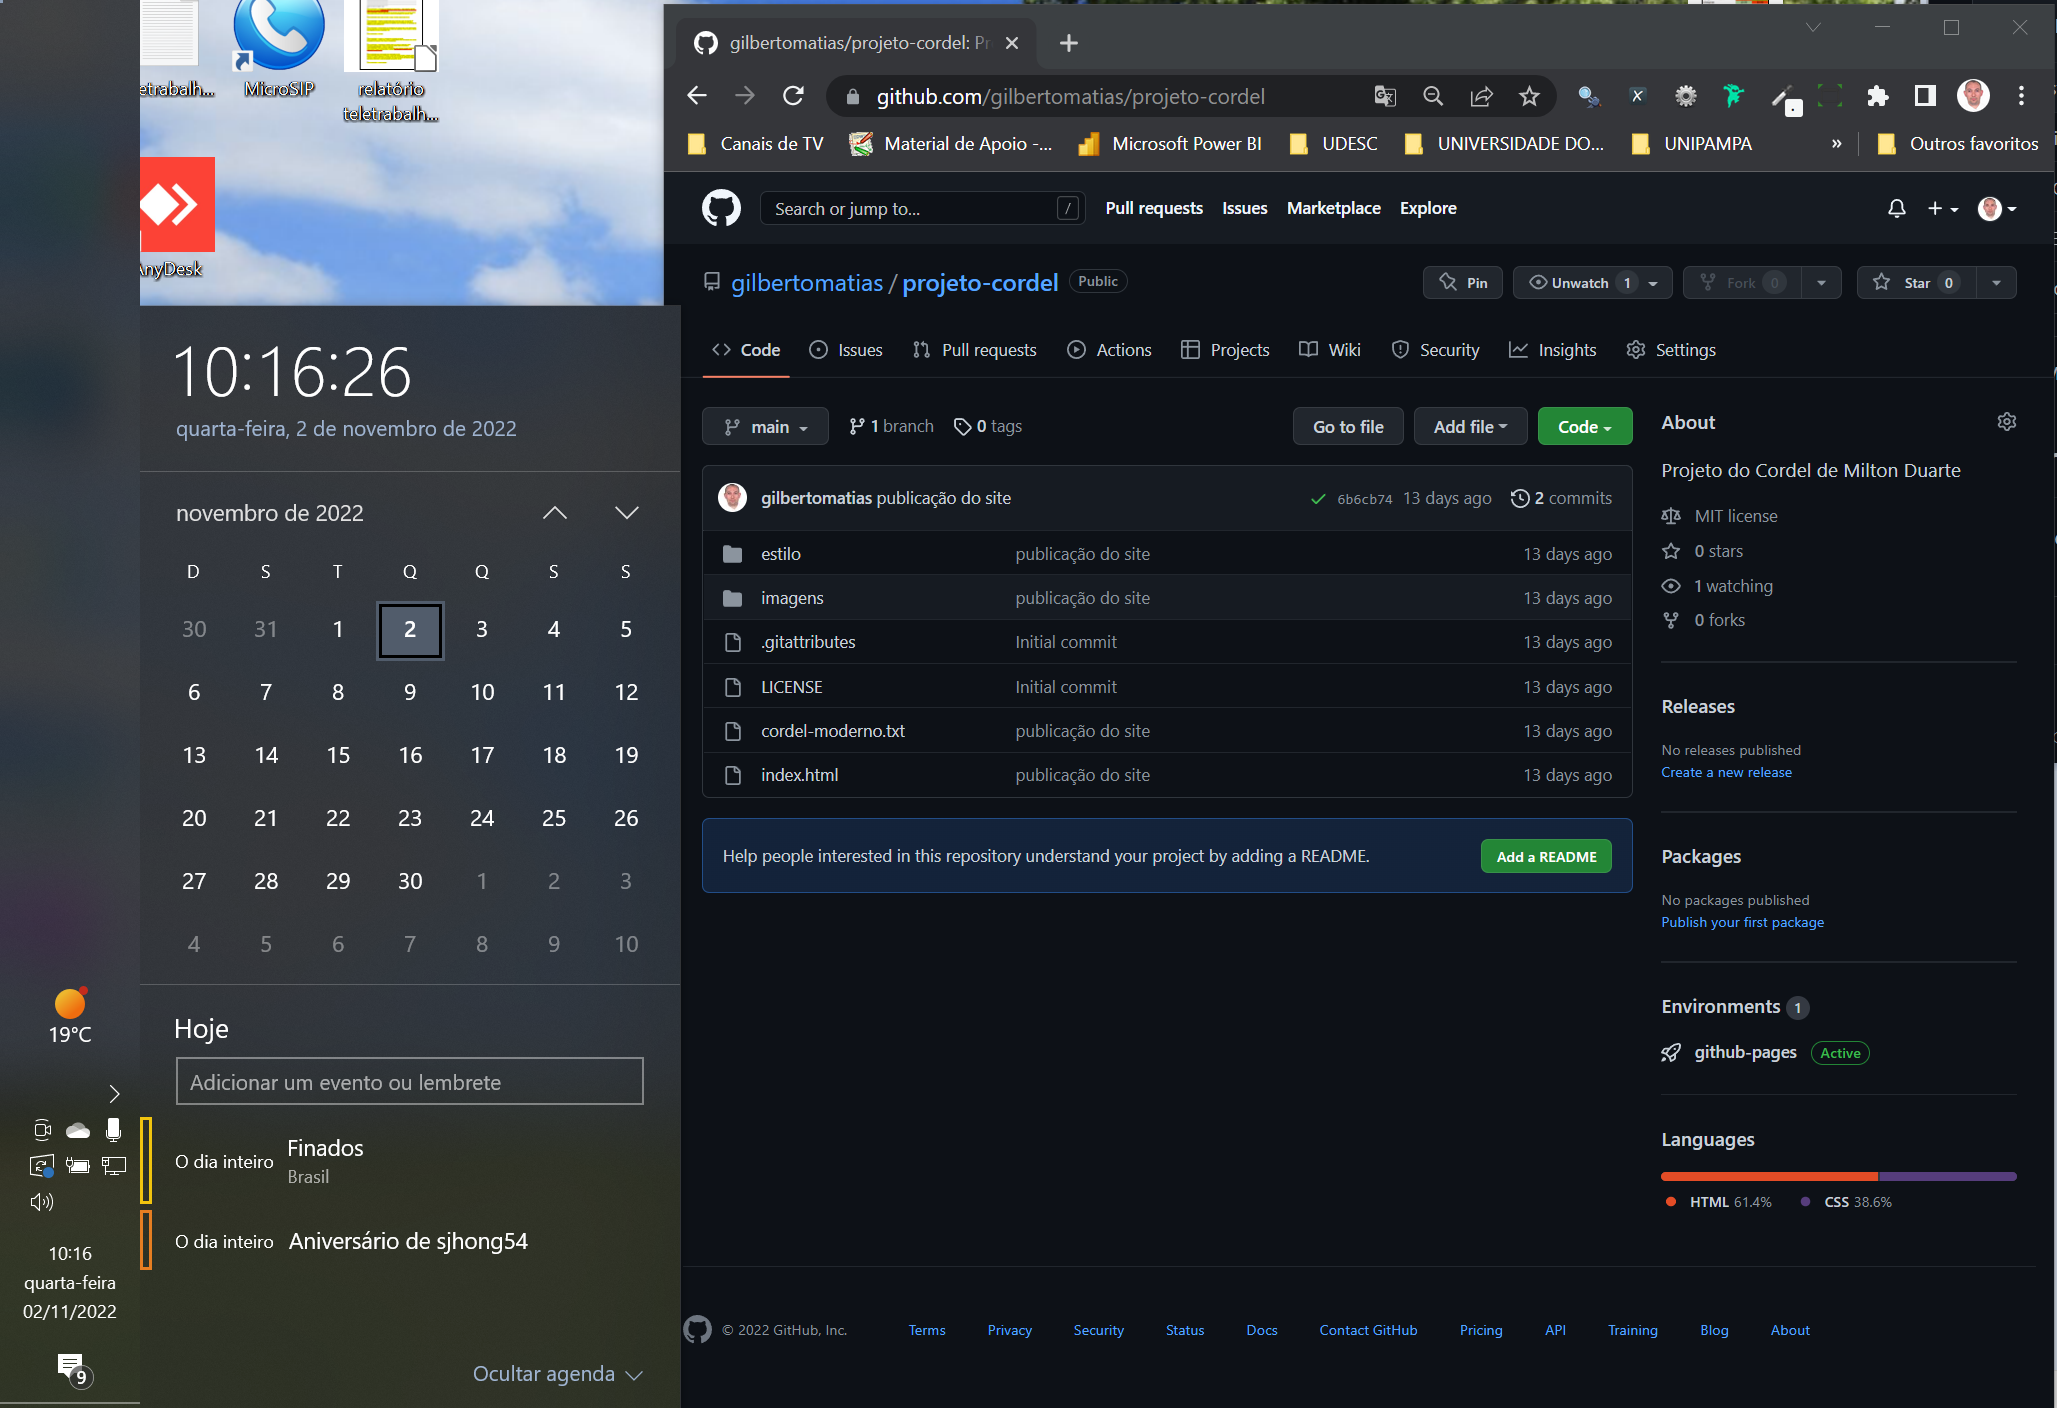 etrabalh...
MicroSIP
relatório
teletrabalh...
AnyDesk
10:16:26
quarta-feira, 2 de novembro de 2022
novembro de 2022
D S T Q Q S S
30 31 1 2 3 4 5
6 7 8 9 10 11 12
13 14 15 16 17 18 19
20 21 22 23 24 25 26
27 28 29 30 1 2 3
4 5 6 7 8 9 10
Hoje
Adicionar um evento ou lembrete
O dia inteiro Finados
Brasil
O dia inteiro Aniversário de sjhong54
Ocultar agenda
19°C
10:16
quarta-feira
02/11/2022
9
gilbertomatias/projeto-cordel: Pr
github.com/gilbertomatias/projeto-cordel
Canais de TV Material de Apoio -... Microsoft Power BI UDESC UNIVERSIDADE DO... UNIPAMPA » Outros favoritos
Search or jump to... / Pull requests Issues Marketplace Explore
gilbertomatias / projeto-cordel Public Pin Unwatch 1 Fork 0 Star 0
Code Issues Pull requests Actions Projects Wiki Security Insights Settings
main 1 branch 0 tags Go to file Add file Code
gilbertomatias publicação do site 6b6cb74 13 days ago 2 commits
estilo publicação do site 13 days ago
imagens publicação do site 13 days ago
.gitattributes Initial commit 13 days ago
LICENSE Initial commit 13 days ago
cordel-moderno.txt publicação do site 13 days ago
index.html publicação do site 13 days ago
Help people interested in this repository understand your project by adding a README. Add a README
About
Projeto do Cordel de Milton Duarte
MIT license
0 stars
1 watching
0 forks
Releases
No releases published
Create a new release
Packages
No packages published
Publish your first package
Environments 1
github-pages Active
Languages
HTML 61.4% CSS 38.6%
© 2022 GitHub, Inc. Terms Privacy Security Status Docs Contact GitHub Pricing API Training Blog About